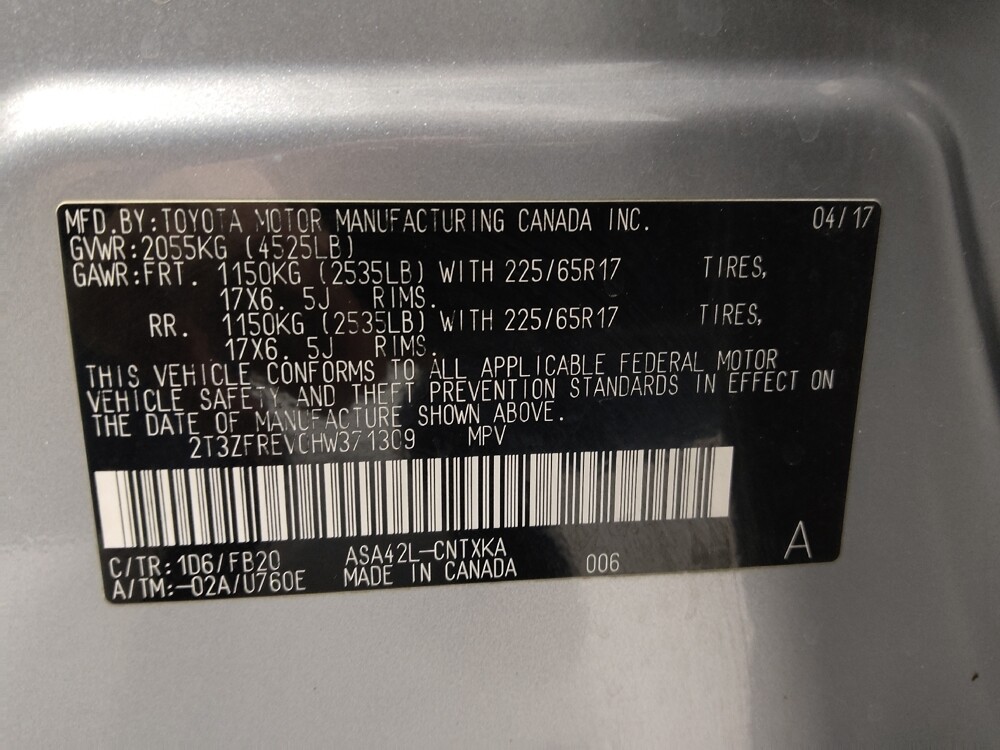 MFD.BY:TOYOTA MOTOR MANUFACTURING CANADA INC. 04/17
GVWR:2055KG (4525LB)
GAWR:FRT. 1150KG (2535LB) WITH 225/65R17 TIRES,
17X6. 5J RIMS.
RR. 1150KG (2535LB) WITH 225/65R17 TIRES,
17X6. 5J RIMS.
THIS VEHICLE CONFORMS TO ALL APPLICABLE FEDERAL MOTOR
VEHICLE SAFETY AND THEFT PREVENTION STANDARDS IN EFFECT ON
THE DATE OF MANUFACTURE SHOWN ABOVE.
2T3ZFREV0HW371309 MPV
C/TR:1D6/FB20 ASA42L-CNTXKA 006 A
A/TM:-02A/U760E MADE IN CANADA